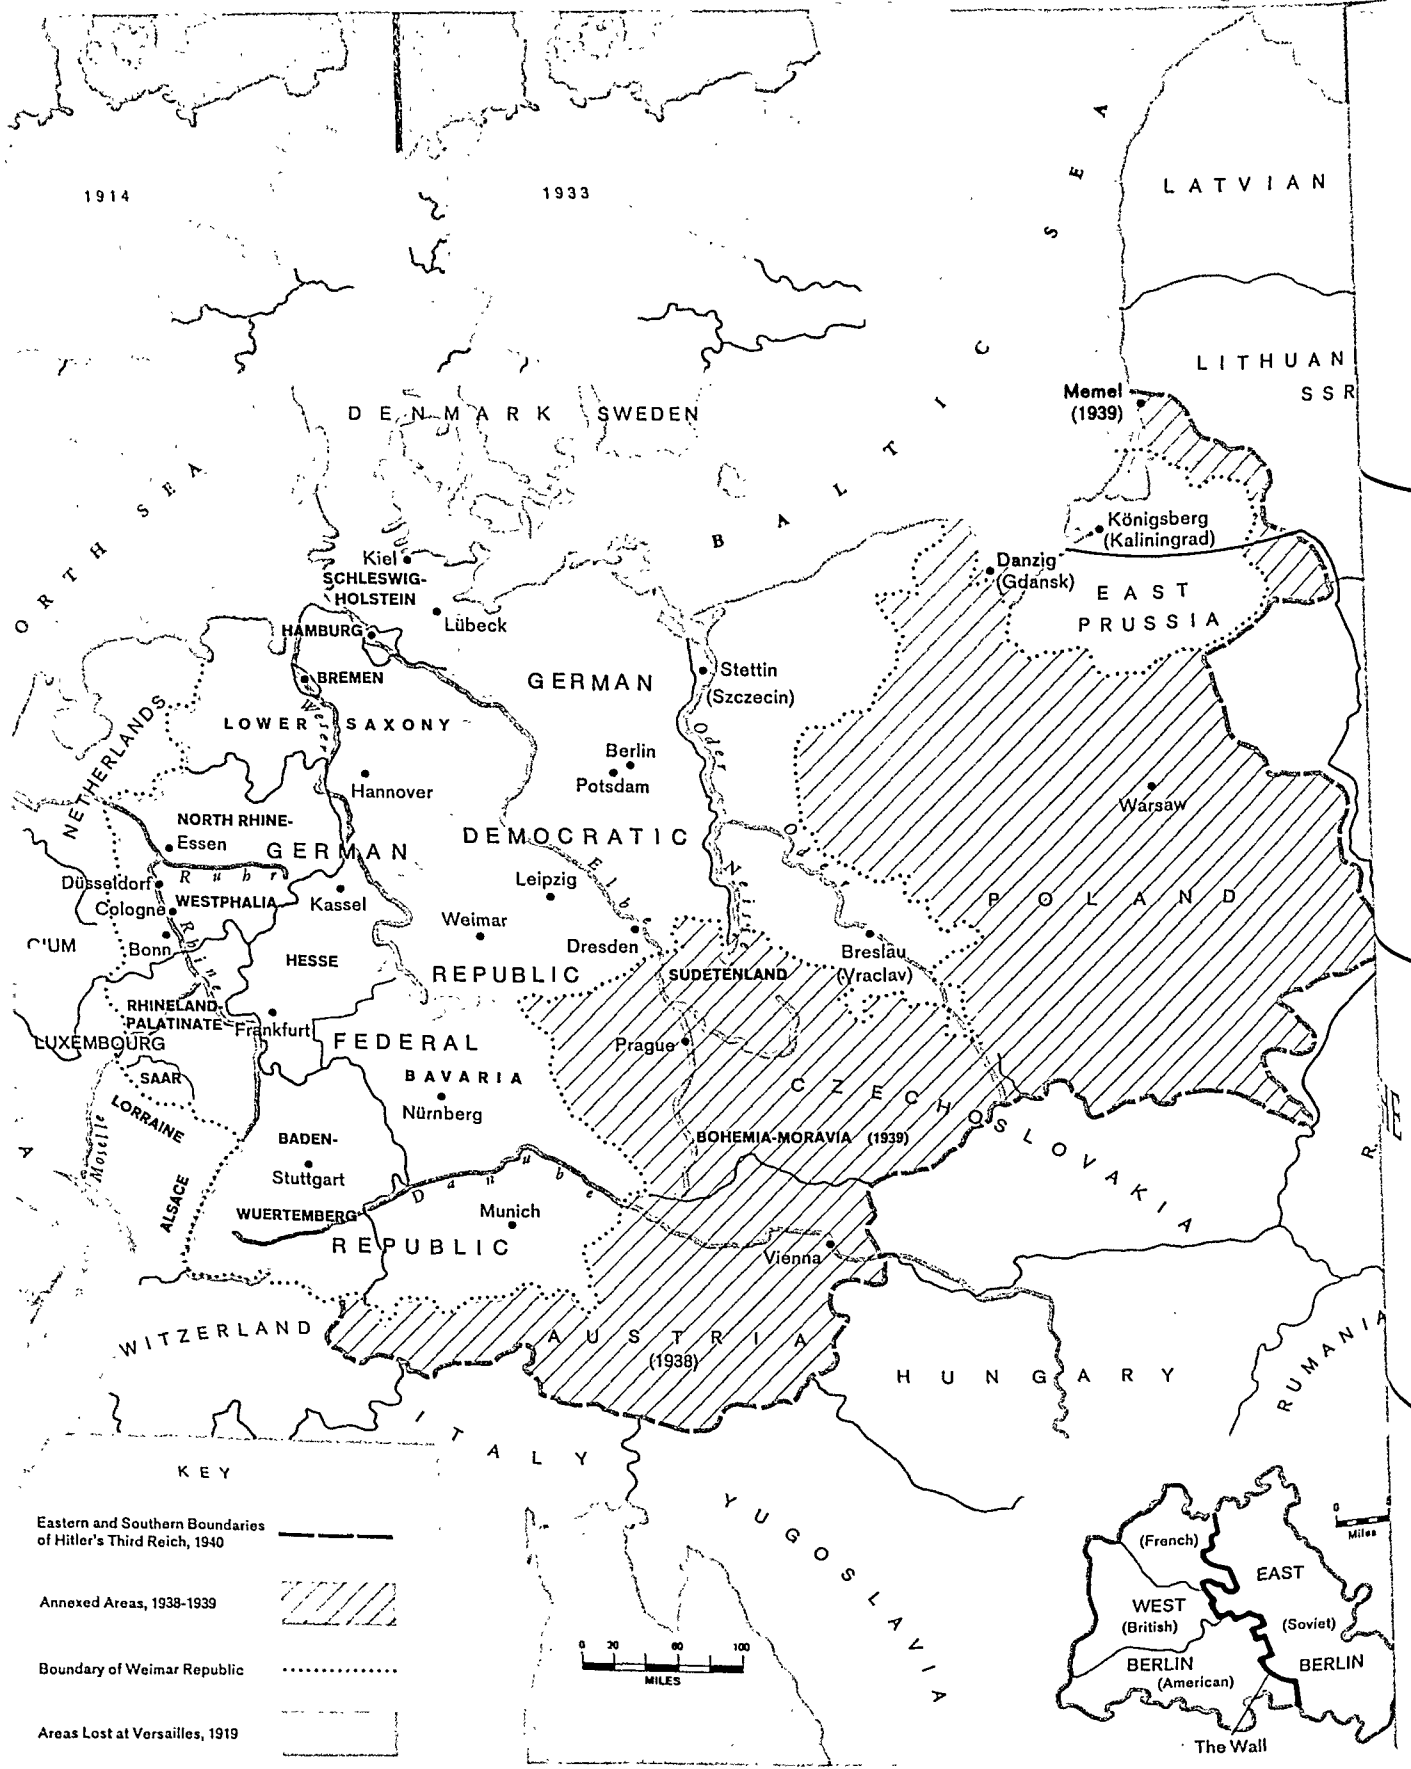 1914
1933
SEA
LATVIAN
BALTIC
LITHUAN
SSR
Memel
(1939)
DENMARK
SWEDEN
ORTH SEA
Königsberg
(Kaliningrad)
Danzig
(Gdansk)
EAST
PRUSSIA
Kiel
SCHLESWIG-
HOLSTEIN
Lübeck
HAMBURG
BREMEN
Weser
Stettin
(Szczecin)
GERMAN
Oder
LOWER SAXONY
NETHERLANDS
Berlin
Potsdam
Hannover
Warsaw
NORTH RHINE-
Essen
GERMAN
DEMOCRATIC
Oder
Ruhr
Düsseldorf
WESTPHALIA
Kassel
Leipzig
Elbe
Neisse
POLAND
Cologne
Weimar
Bonn
Rhine
Dresden
Breslau
(Vraclav)
GIUM
HESSE
REPUBLIC
SUDETENLAND
RHINELAND-
PALATINATE
Frankfurt
LUXEMBOURG
FEDERAL
Prague
SAAR
BAVARIA
CZECHOSLOVAKIA
LORRAINE
Nürnberg
BOHEMIA-MORAVIA (1939)
Moselle
BADEN-
Stuttgart
ALSACE
Danube
WUERTEMBERG
Munich
REPUBLIC
Vienna
A
R
WITZERLAND
AUSTRIA
(1938)
HUNGARY
RUMANIA
ITALY
YUGOSLAVIA
KEY
Eastern and Southern Boundaries
of Hitler's Third Reich, 1940
Annexed Areas, 1938-1939
Boundary of Weimar Republic
Areas Lost at Versailles, 1919
0 20 60 100
MILES
0
Miles
(French)
EAST
WEST
(British)
(Soviet)
BERLIN
(American)
BERLIN
The Wall